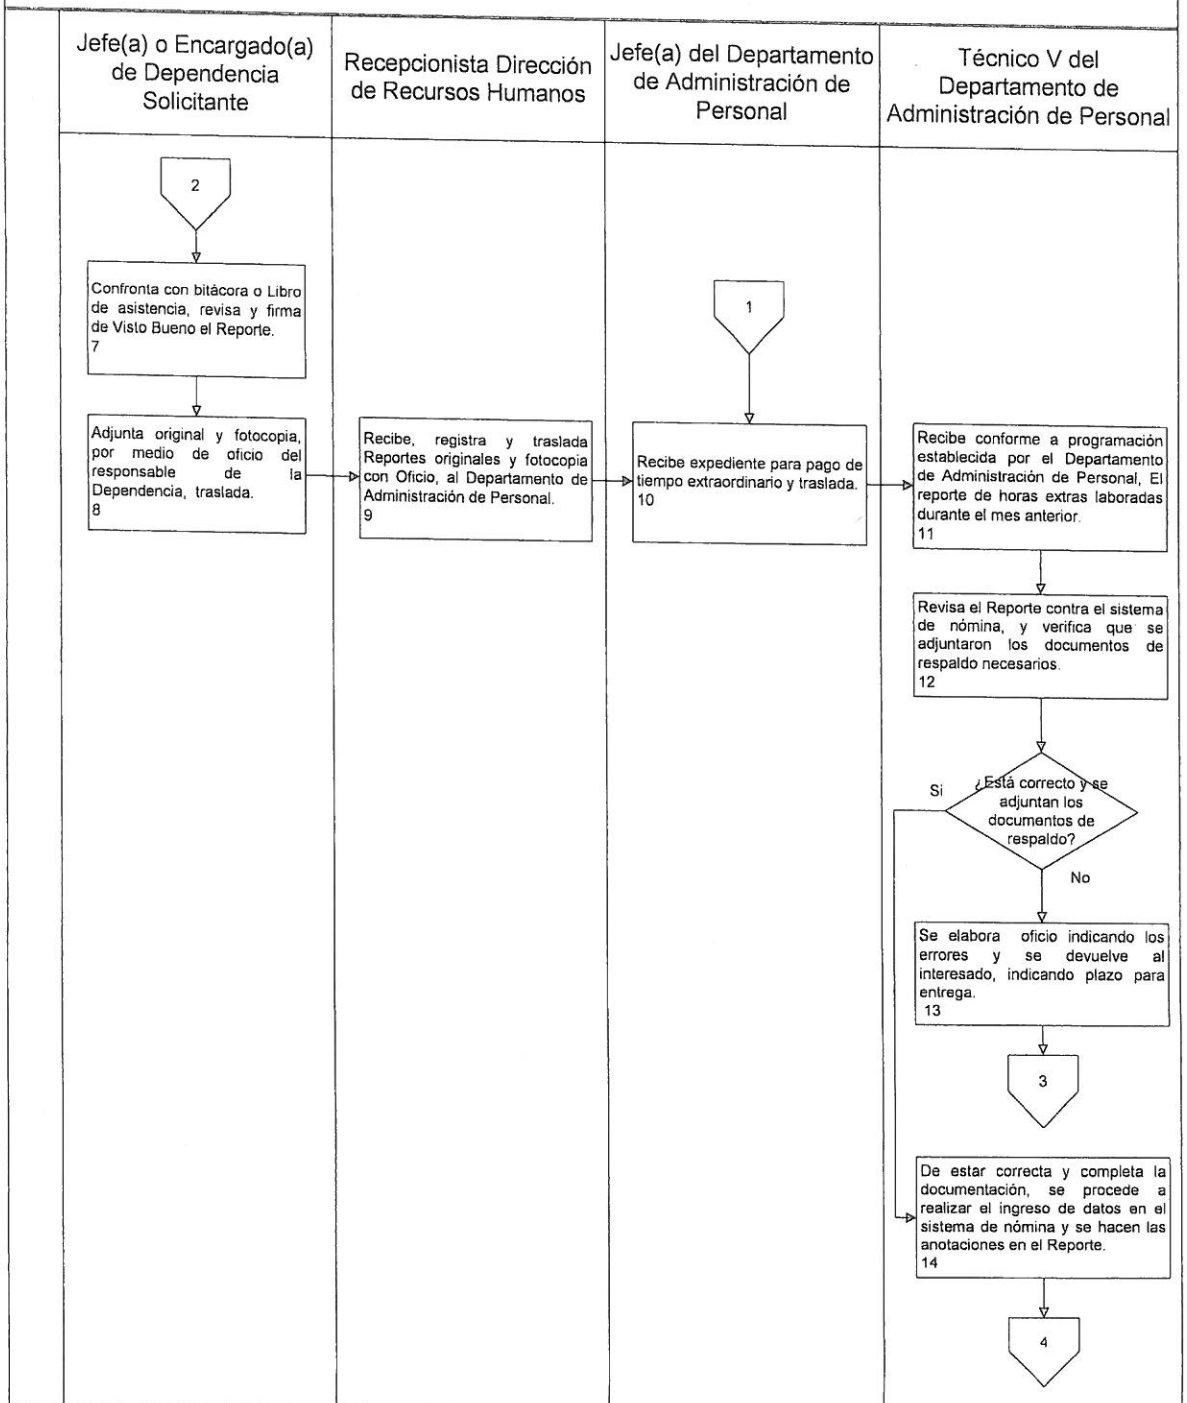 Jefe(a) o Encargado(a)
de Dependencia
Solicitante
Recepcionista Dirección
de Recursos Humanos
Jefe(a) del Departamento
de Administración de
Personal
Técnico V del
Departamento de
Administración de Personal
2
Confronta con bitácora o Libro
de asistencia, revisa y firma
de Visto Bueno el Reporte.
7
Adjunta original y fotocopia,
por medio de oficio del
responsable de la
Dependencia, traslada.
8
Recibe, registra y traslada
Reportes originales y fotocopia
con Oficio, al Departamento de
Administración de Personal.
9
1
Recibe expediente para pago de
tiempo extraordinario y traslada.
10
Recibe conforme a programación
establecida por el Departamento
de Administración de Personal, El
reporte de horas extras laboradas
durante el mes anterior.
11
Revisa el Reporte contra el sistema
de nómina, y verifica que se
adjuntaron los documentos de
respaldo necesarios.
12
¿Está correcto y se
adjuntan los
documentos de
respaldo?
Si
No
Se elabora oficio indicando los
errores y se devuelve al
interesado, indicando plazo para
entrega.
13
3
De estar correcta y completa la
documentación, se procede a
realizar el ingreso de datos en el
sistema de nómina y se hacen las
anotaciones en el Reporte.
14
4